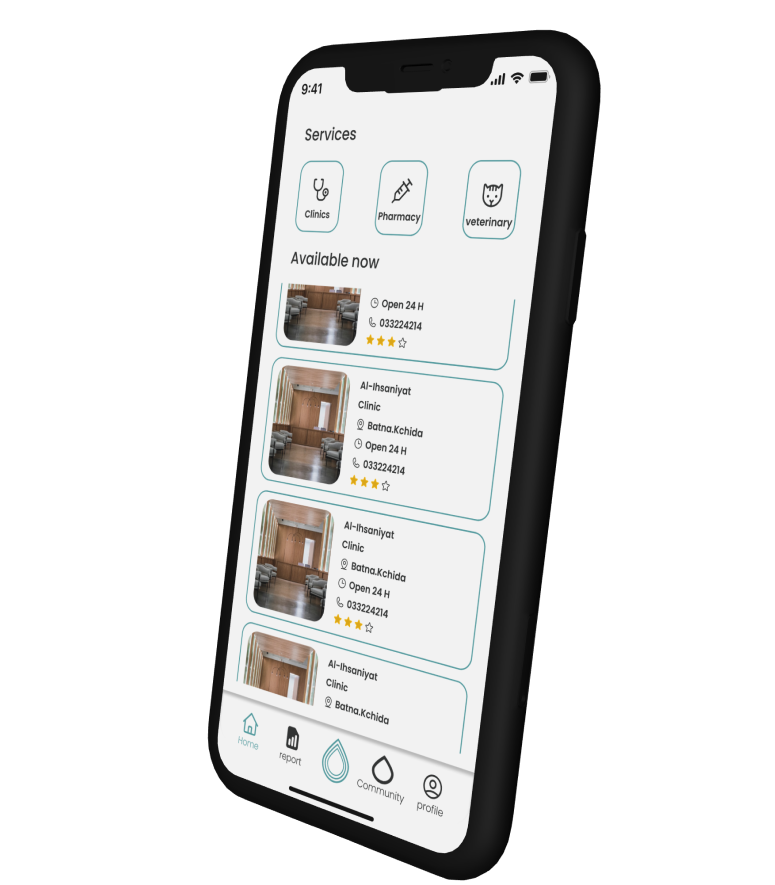 9:41
Services
Clinics
Pharmacy
veterinary
Available now
Open 24 H
033224214
Al-Ihsaniyat
Clinic
Batna.Kchida
Open 24 H
033224214
Al-Ihsaniyat
Clinic
Batna.Kchida
Open 24 H
033224214
Al-Ihsaniyat
Clinic
Batna.Kchida
Home
report
Community
profile